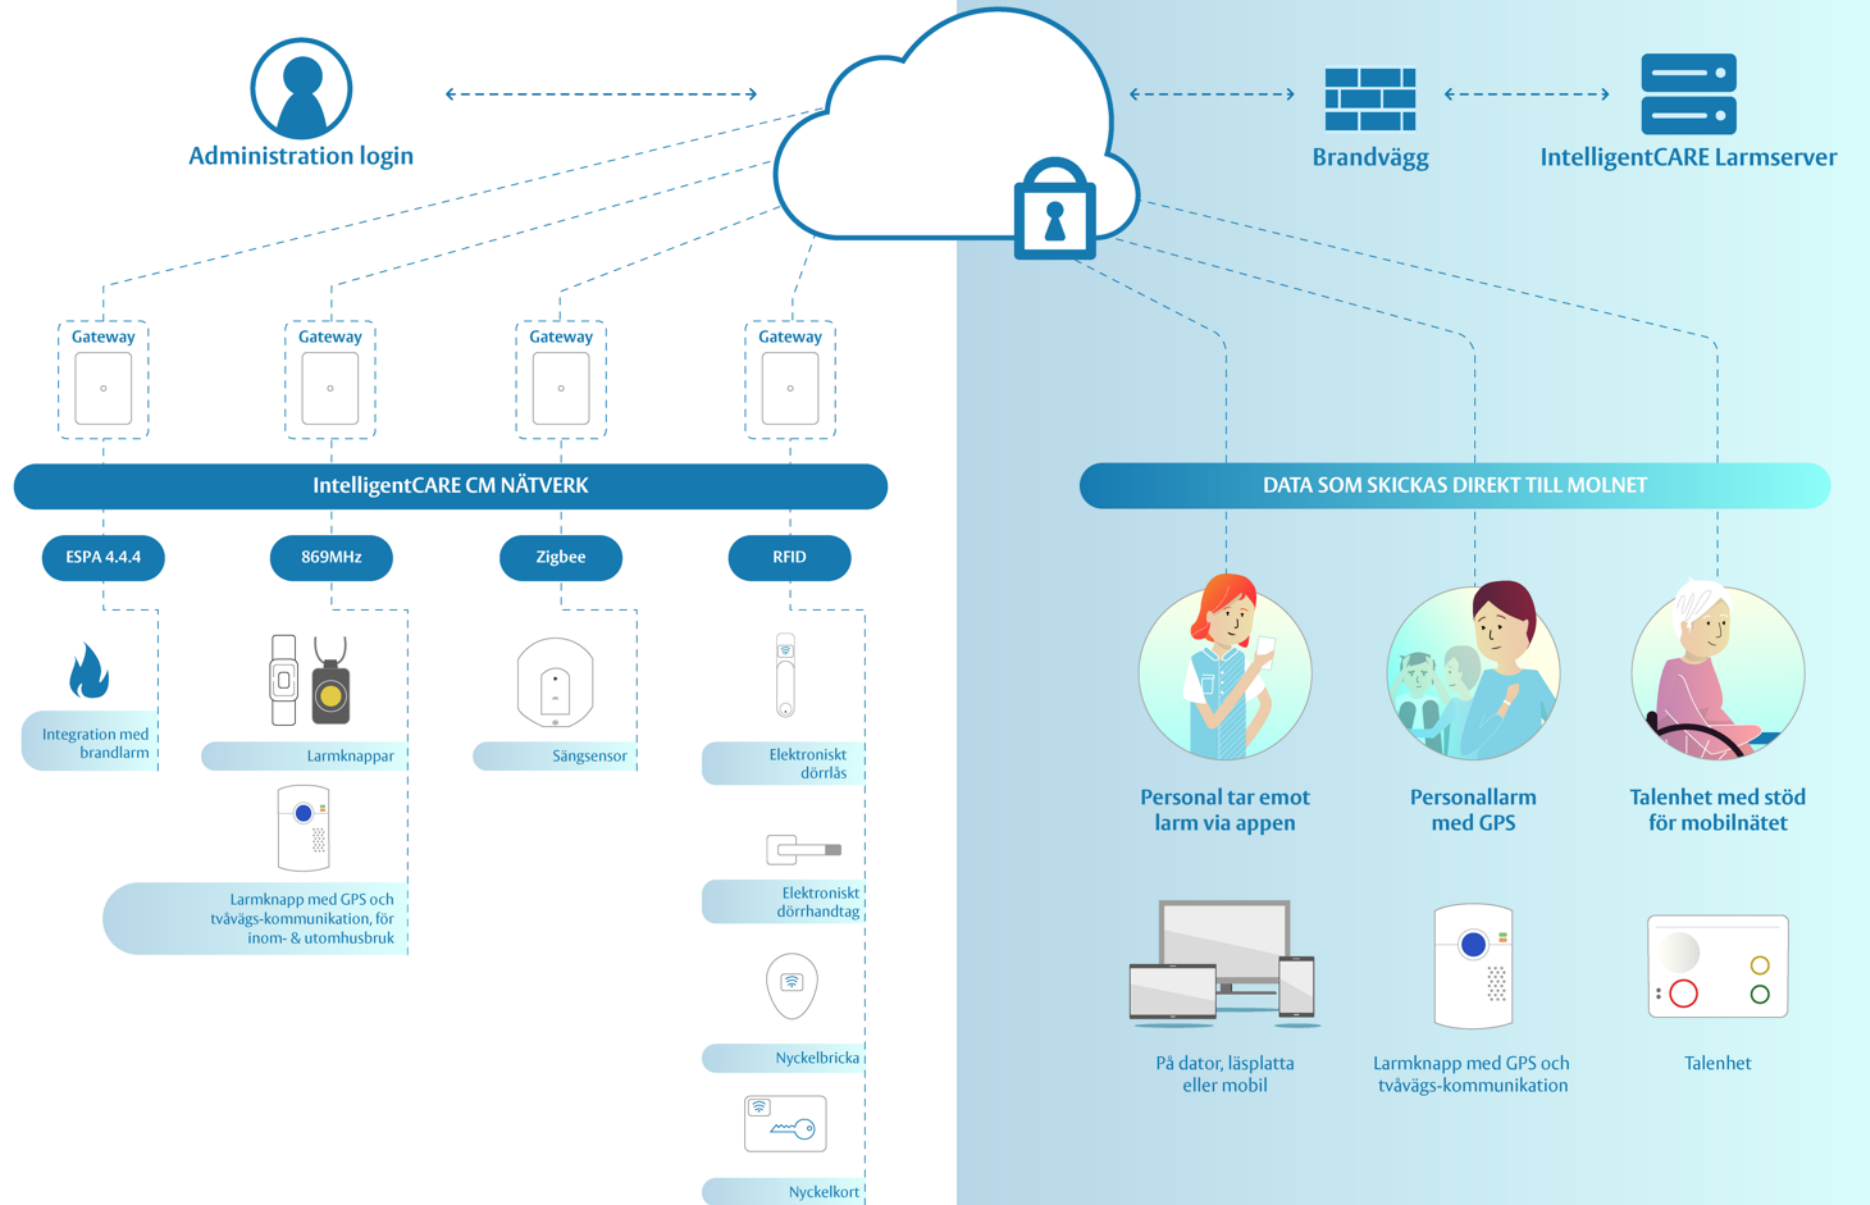 Administration login
Brandvägg
IntelligentCARE Larmserver
Gateway
Gateway
Gateway
Gateway
IntelligentCARE CM NÄTVERK
DATA SOM SKICKAS DIREKT TILL MOLNET
ESPA 4.4.4
869MHz
Zigbee
RFID
Integration med
brandlarm
Larmknappar
Larmknapp med GPS och
tvåvägs-kommunikation, för
inom- & utomhusbruk
Sängsensor
Elektroniskt
dörrlås
Elektroniskt
dörrhandtag
Nyckelbricka
Nyckelkort
Personal tar emot
larm via appen
Personallarm
med GPS
Talenhet med stöd
för mobilnätet
På dator, läsplatta
eller mobil
Larmknapp med GPS och
tvåvägs-kommunikation
Talenhet